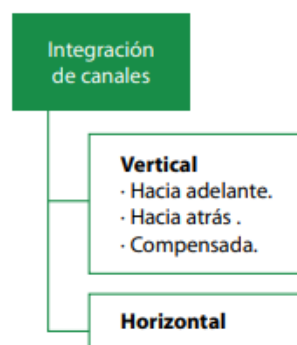 Integración
de canales
Vertical
· Hacia adelante.
· Hacia atrás .
· Compensada.
Horizontal